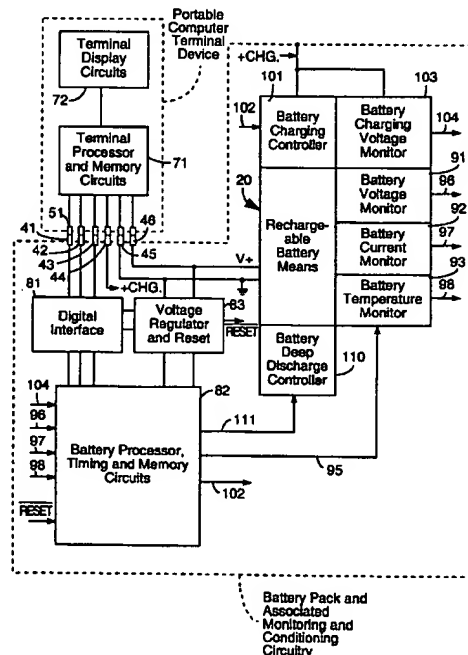 Portable
Computer
Terminal
Device
Terminal
Display
Circuits
72
Terminal
Processor
and Memory
Circuits
71
51
41
42
43
44
45
46
+CHG.
+CHG.
101
103
102
Battery
Charging
Controller
Battery
Charging
Voltage
Monitor
104
91
20
Recharge-
able
Battery
Means
Battery
Voltage
Monitor
96
92
Battery
Current
Monitor
97
93
Battery
Temperature
Monitor
98
V+
81
Digital
Interface
Voltage
Regulator
and Reset
83
RESET
Battery
Deep
Discharge
Controller
110
82
104
96
97
98
RESET
Battery Processor,
Timing and Memory
Circuits
111
95
102
Battery Pack and
Associated
Monitoring and
Conditioning
Circuitry